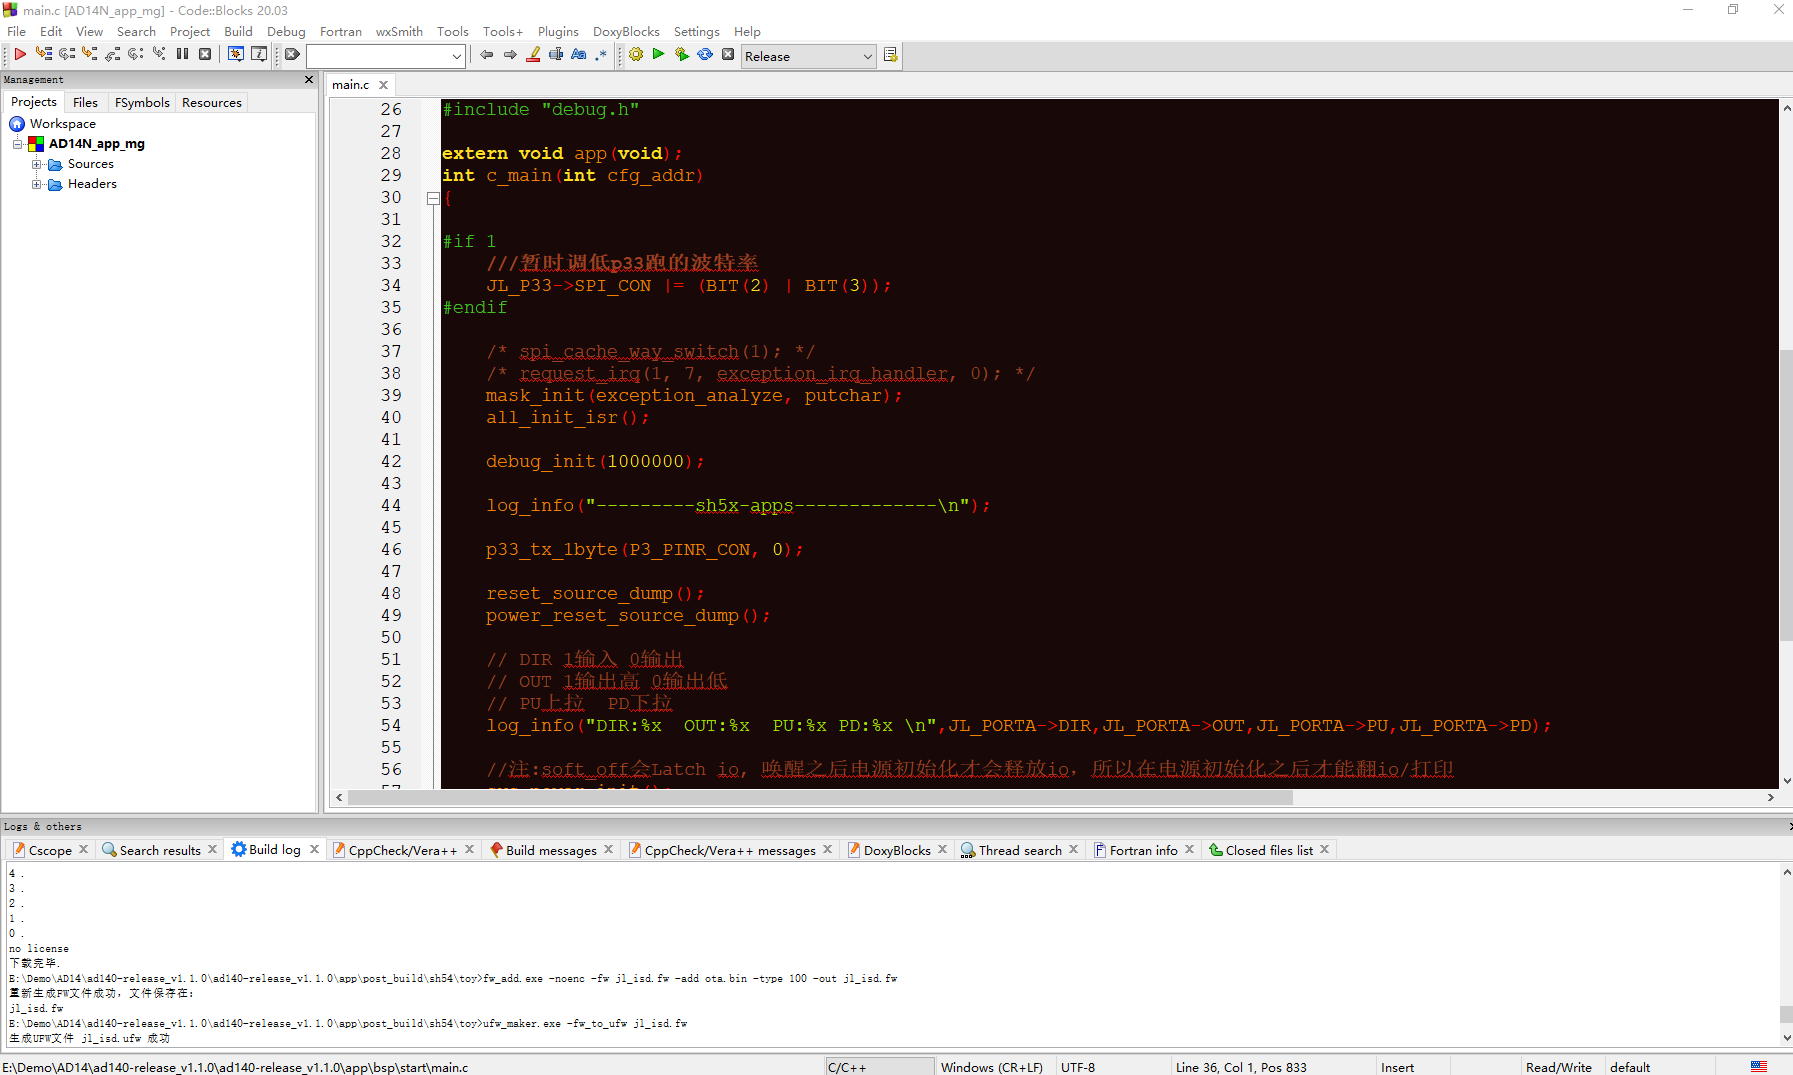 main.c [AD14N_app_mg] - Code::Blocks 20.03
File Edit View Search Project Build Debug Fortran wxSmith Tools Tools+ Plugins DoxyBlocks Settings Help
Release
Management
Projects Files FSymbols Resources
Workspace
AD14N_app_mg
Sources
Headers
main.c
26 #include "debug.h"
27
28 extern void app(void);
29 int c_main(int cfg_addr)
30 {
31
32 #if 1
33 ///暂时调低p33跑的波特率
34 JL_P33->SPI_CON |= (BIT(2) | BIT(3));
35 #endif
36
37 /* spi_cache_way_switch(1); */
38 /* request_irq(1, 7, exception_irq_handler, 0); */
39 mask_init(exception_analyze, putchar);
40 all_init_isr();
41
42 debug_init(1000000);
43
44 log_info("---------sh5x-apps-------------\n");
45
46 p33_tx_1byte(P3_PINR_CON, 0);
47
48 reset_source_dump();
49 power_reset_source_dump();
50
51 // DIR 1输入 0输出
52 // OUT 1输出高 0输出低
53 // PU上拉  PD下拉
54 log_info("DIR:%x  OUT:%x  PU:%x PD:%x \n",JL_PORTA->DIR,JL_PORTA->OUT,JL_PORTA->PU,JL_PORTA->PD);
55
56 //注:soft_off会Latch io, 唤醒之后电源初始化才会释放io，所以在电源初始化之后才能翻io/打印
Logs & others
Cscope Search results Build log CppCheck/Vera++ Build messages CppCheck/Vera++ messages DoxyBlocks Thread search Fortran info Closed files list
4 .
3 .
2 .
1 .
0 .
no license
下载完毕.
E:\Demo\AD14\ad140-release_v1.1.0\ad140-release_v1.1.0\app\post_build\sh54\toy>fw_add.exe -noenc -fw jl_isd.fw -add ota.bin -type 100 -out jl_isd.fw
重新生成FW文件成功，文件保存在：
jl_isd.fw
E:\Demo\AD14\ad140-release_v1.1.0\ad140-release_v1.1.0\app\post_build\sh54\toy>ufw_maker.exe -fw_to_ufw jl_isd.fw
生成UFW文件 jl_isd.ufw 成功
E:\Demo\AD14\ad140-release_v1.1.0\ad140-release_v1.1.0\app\bsp\start\main.c C/C++ Windows (CR+LF) UTF-8 Line 36, Col 1, Pos 833 Insert Read/Write default